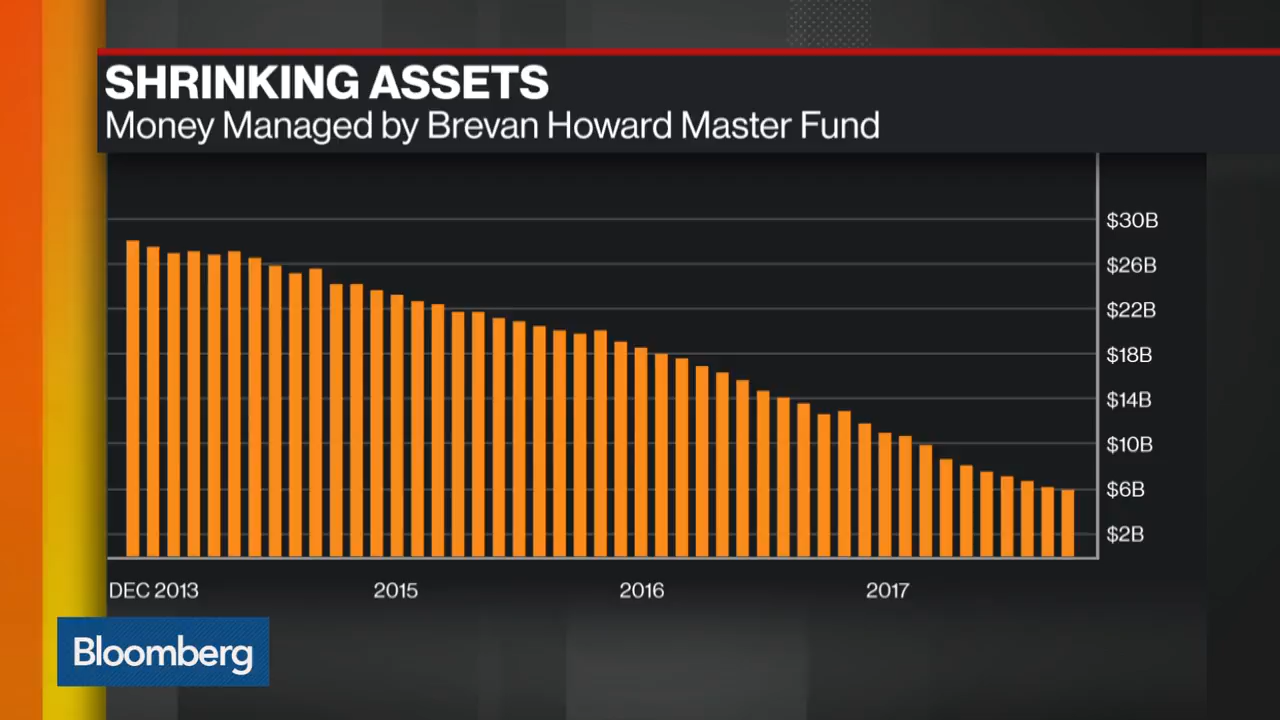 SHRINKING ASSETS
Money Managed by Brevan Howard Master Fund
$30B
$26B
$22B
$18B
$14B
$10B
$6B
$2B
DEC 2013 2015 2016 2017
Bloomberg